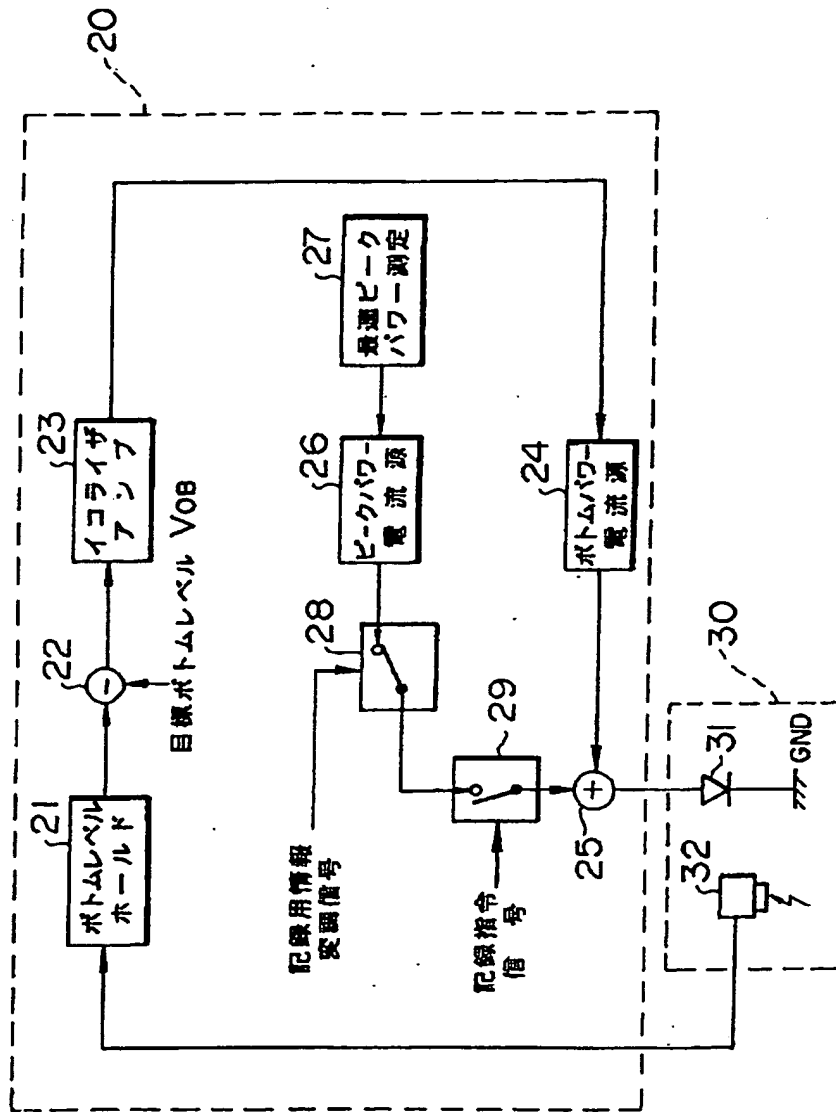 20
21
ボトムレベル
ホールド
22
目標ボトムレベル VOB
23
イコライザ
アンプ
27
最適ピーク
パワー測定
26
ピークパワー
電流源
28
記録用情報
変調信号
29
記録指令
信号
24
ボトムパワー
電流源
25
30
31
GND
32